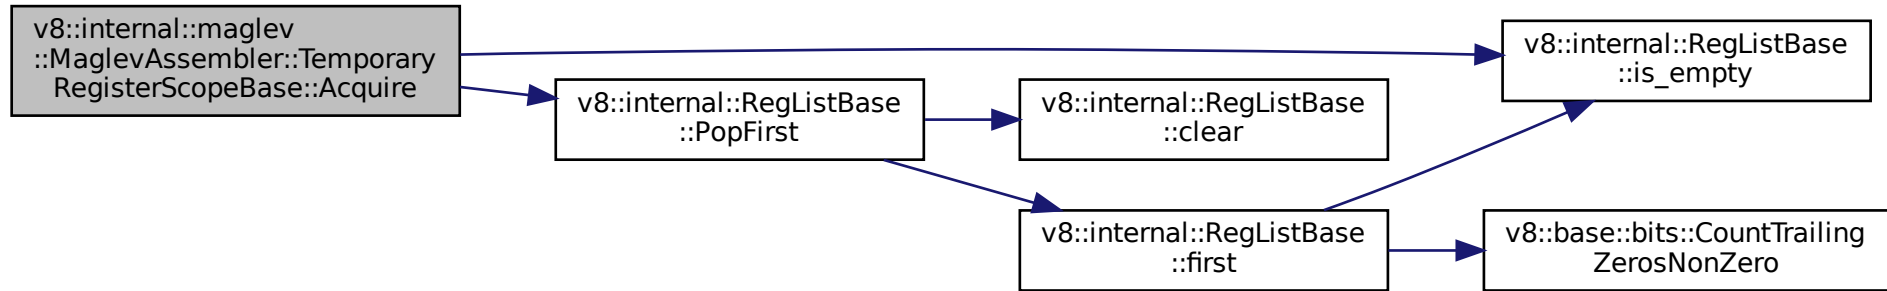 v8::internal::maglev
::MaglevAssembler::Temporary
RegisterScopeBase::Acquire
v8::internal::RegListBase
::PopFirst
v8::internal::RegListBase
::clear
v8::internal::RegListBase
::first
v8::internal::RegListBase
::is_empty
v8::base::bits::CountTrailing
ZerosNonZero